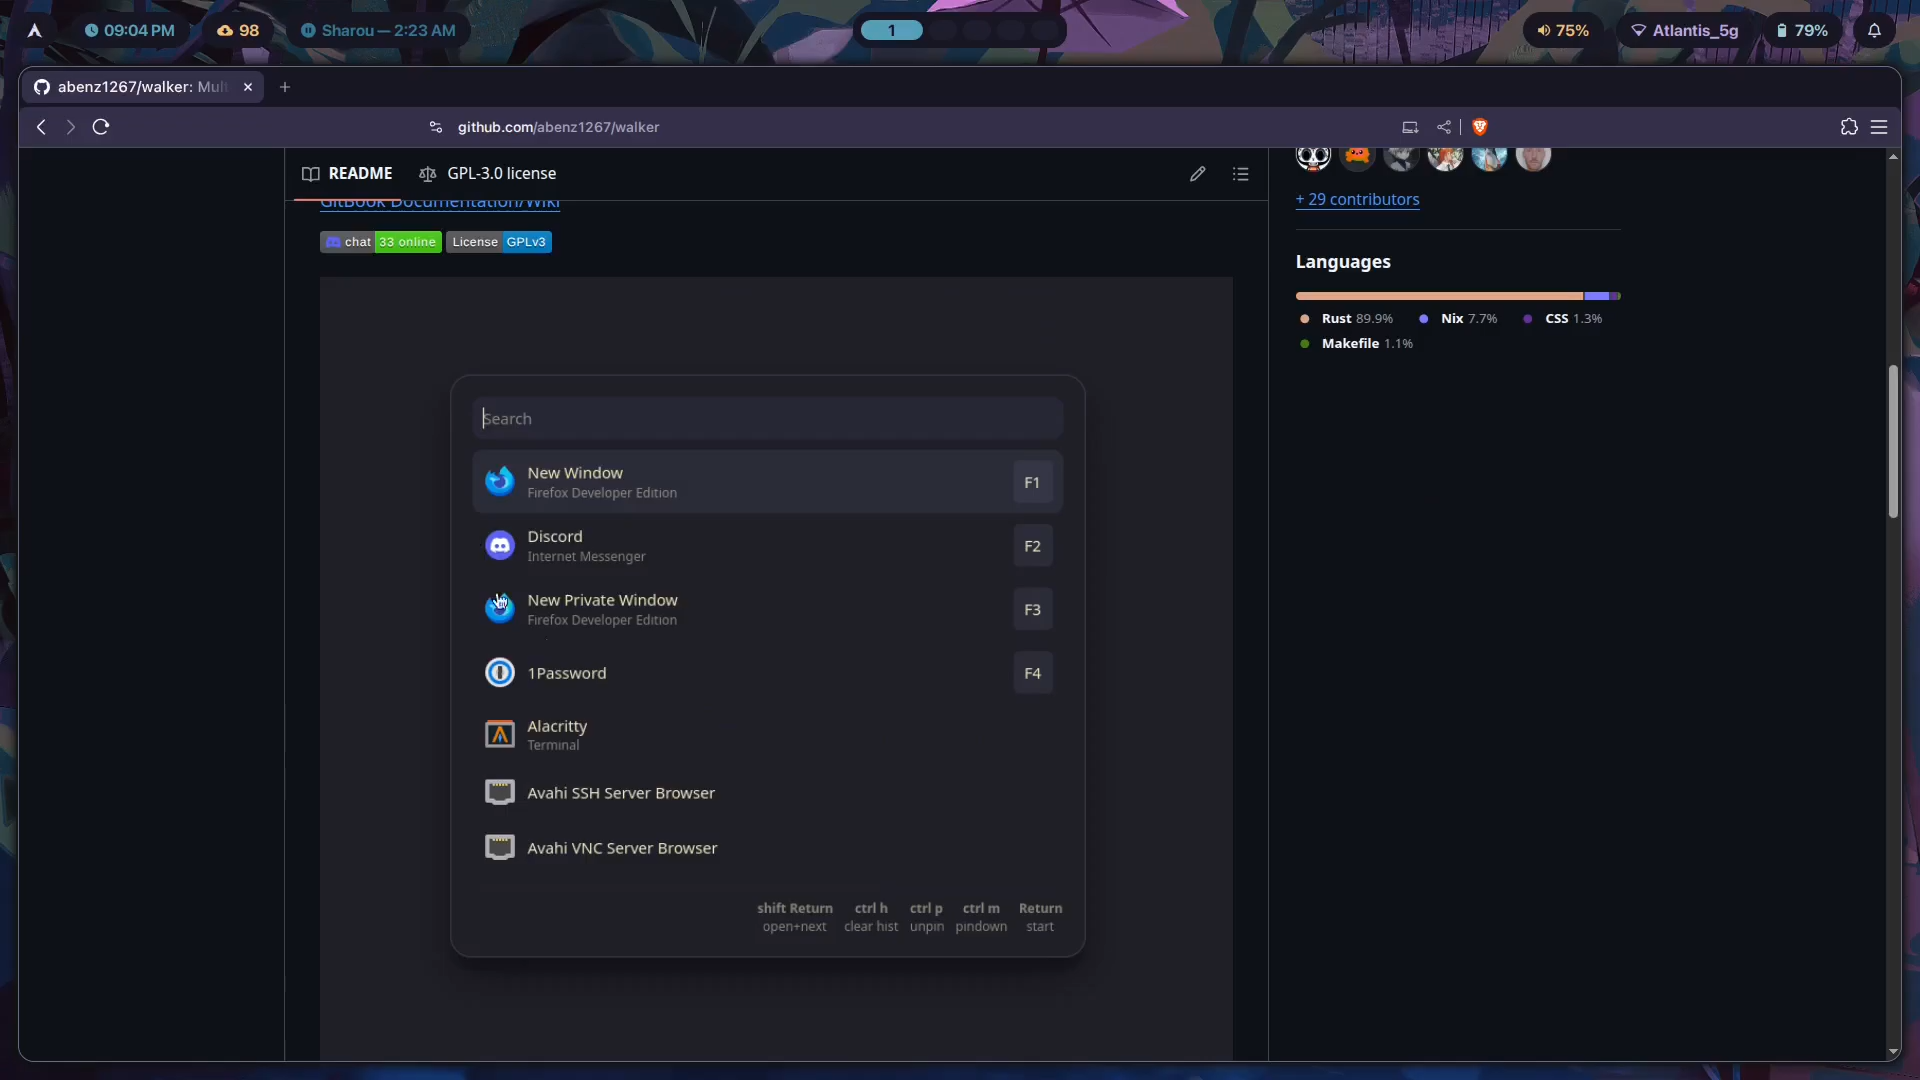 09:04 PM
98
Sharou — 2:23 AM
1
75%
Atlantis_5g
79%
abenz1267/walker: Mult
github.com/abenz1267/walker
README
GPL-3.0 license
GitBook Documentation/Wiki
chat 33 online
License GPLv3
Search
New Window
Firefox Developer Edition
F1
Discord
Internet Messenger
F2
New Private Window
Firefox Developer Edition
F3
1Password
F4
Alacritty
Terminal
Avahi SSH Server Browser
Avahi VNC Server Browser
shift Return ctrl h ctrl p ctrl m Return
open+next clear hist unpin pindown start
+ 29 contributors
Languages
Rust 89.9% Nix 7.7% CSS 1.3%
Makefile 1.1%